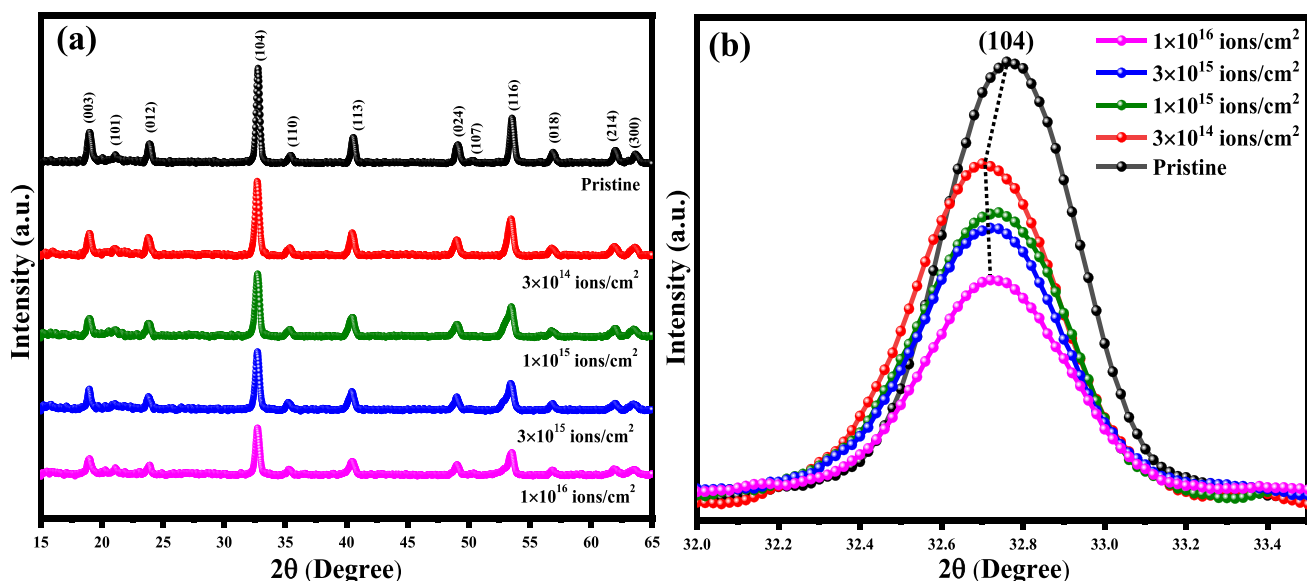 (a)
(003)
(101)
(012)
(104)
(110)
(113)
(024)
(107)
(116)
(018)
(214)
(300)
Pristine
3×10¹⁴ ions/cm²
1×10¹⁵ ions/cm²
3×10¹⁵ ions/cm²
1×10¹⁶ ions/cm²
Intensity (a.u.)
15 20 25 30 35 40 45 50 55 60 65
2θ (Degree)
(b)
(104)
1×10¹⁶ ions/cm²
3×10¹⁵ ions/cm²
1×10¹⁵ ions/cm²
3×10¹⁴ ions/cm²
Pristine
Intensity (a.u.)
32.0 32.2 32.4 32.6 32.8 33.0 33.2 33.4
2θ (Degree)